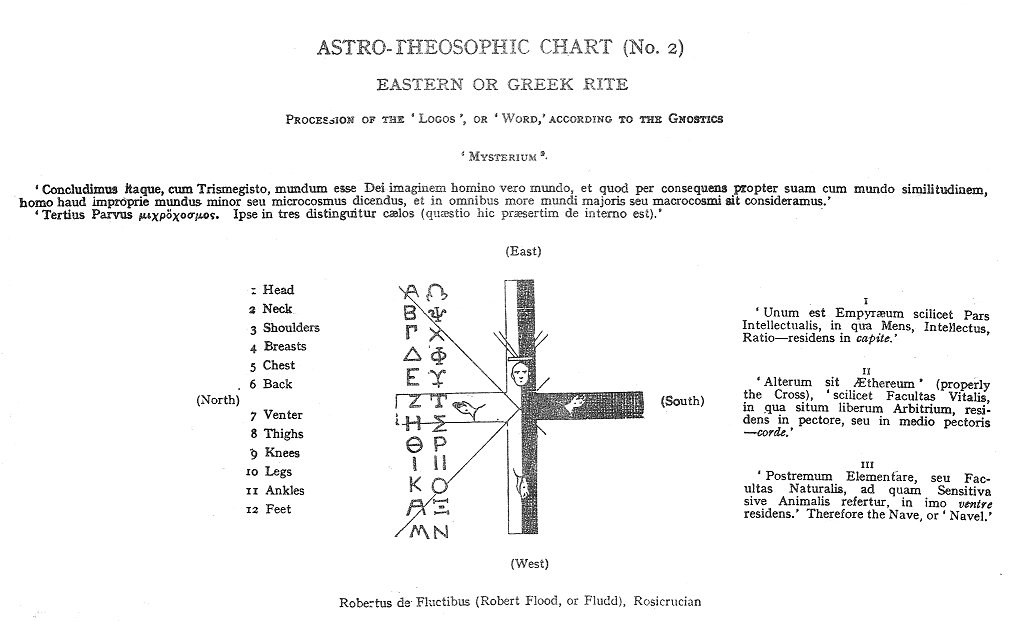 ASTRO-THEOSOPHIC CHART (No. 2)
EASTERN OR GREEK RITE
Procession of the ‘ Logos ’, or ‘ Word,’ according to the Gnostics
‘ Mysterium ’.
‘ Concludimus itaque, cum Trismegisto, mundum esse Dei imaginem homino vero mundo, et quod per consequens propter suam cum mundo similitudinem,
homo haud improprie mundus minor seu microcosmus dicendus, et in omnibus more mundi majoris seu macrocosmi sit consideramus.’
‘ Tertius Parvus μιχρὄχοσμος. Ipse in tres distinguitur cælos (quæstio hic præsertim de interno est).’
(East)
1 Head
2 Neck
3 Shoulders
4 Breasts
5 Chest
6 Back
(North)
7 Venter
8 Thighs
9 Knees
10 Legs
11 Ankles
12 Feet
Α Ω
Β Ψ
Γ Χ
Δ Φ
Ε Υ
Ζ Τ
Η Σ
Θ Ρ
Ι Π
Κ Ο
Λ Ξ
Μ Ν
(South)
I
‘ Unum est Empyræum scilicet Pars
Intellectualis, in qua Mens, Intellectus,
Ratio—residens in capite.’
II
‘ Alterum sit Æthereum ’ (properly
the Cross), ‘ scilicet Facultas Vitalis,
in qua situm liberum Arbitrium, resi-
dens in pectore, seu in medio pectoris
—corde.’
III
‘ Postremum Elementare, seu Fac-
ultas Naturalis, ad quam Sensitiva
sive Animalis refertur, in imo ventre
residens.’ Therefore the Nave, or ‘ Navel.’
(West)
Robertus de Fluctibus (Robert Flood, or Fludd), Rosicrucian